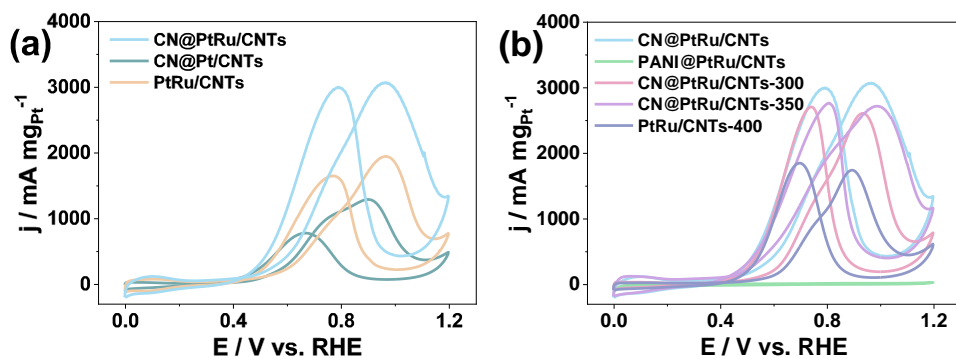 (a)
CN@PtRu/CNTs
CN@Pt/CNTs
PtRu/CNTs
4000
3000
2000
1000
0
j / mA mg_Pt^-1
0.0 0.4 0.8 1.2
E / V vs. RHE
(b)
CN@PtRu/CNTs
PANI@PtRu/CNTs
CN@PtRu/CNTs-300
CN@PtRu/CNTs-350
PtRu/CNTs-400
4000
3000
2000
1000
0
j / mA mg_Pt^-1
0.0 0.4 0.8 1.2
E / V vs. RHE